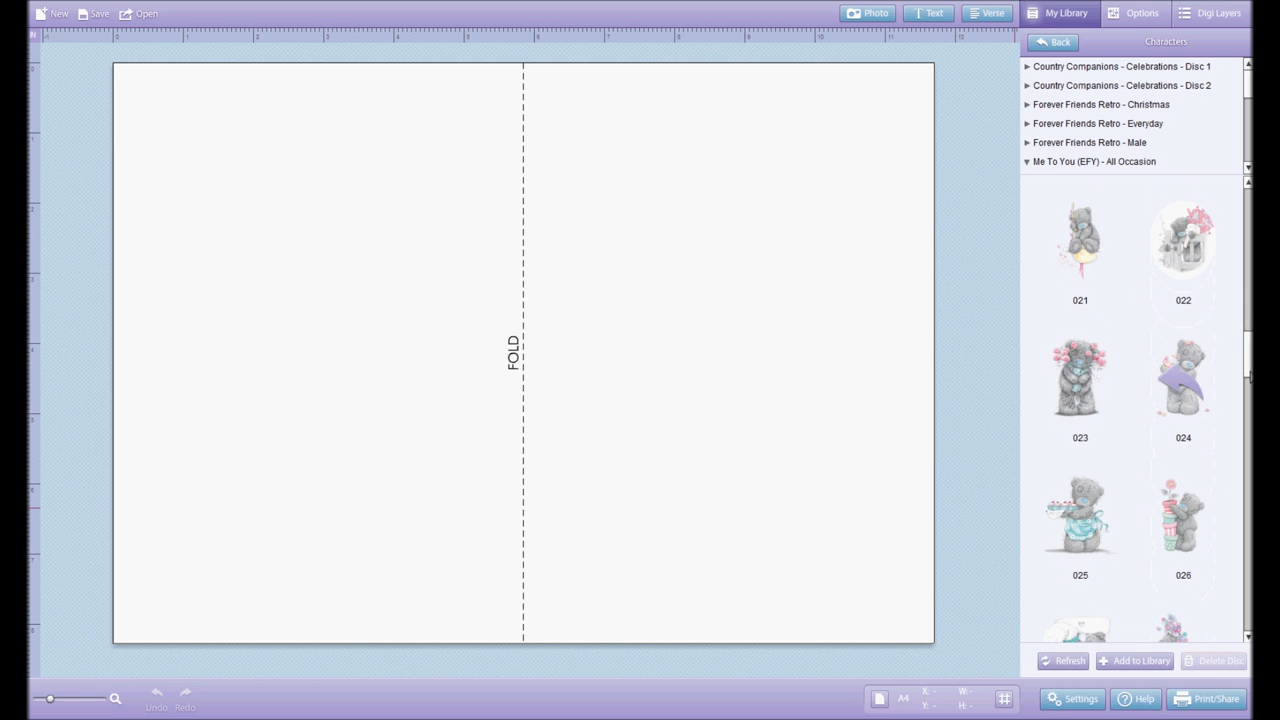 New Save Open Photo Text Verse My Library Options Digi Layers
Back Characters
Country Companions - Celebrations - Disc 1
Country Companions - Celebrations - Disc 2
Forever Friends Retro - Christmas
Forever Friends Retro - Everyday
Forever Friends Retro - Male
Me To You (EFY) - All Occasion
021 022
FOLD
023 024
025 026
Refresh Add to Library Delete Disc
Undo Redo A4 X: - W:-
Y: - H: -
Settings Help Print/Share